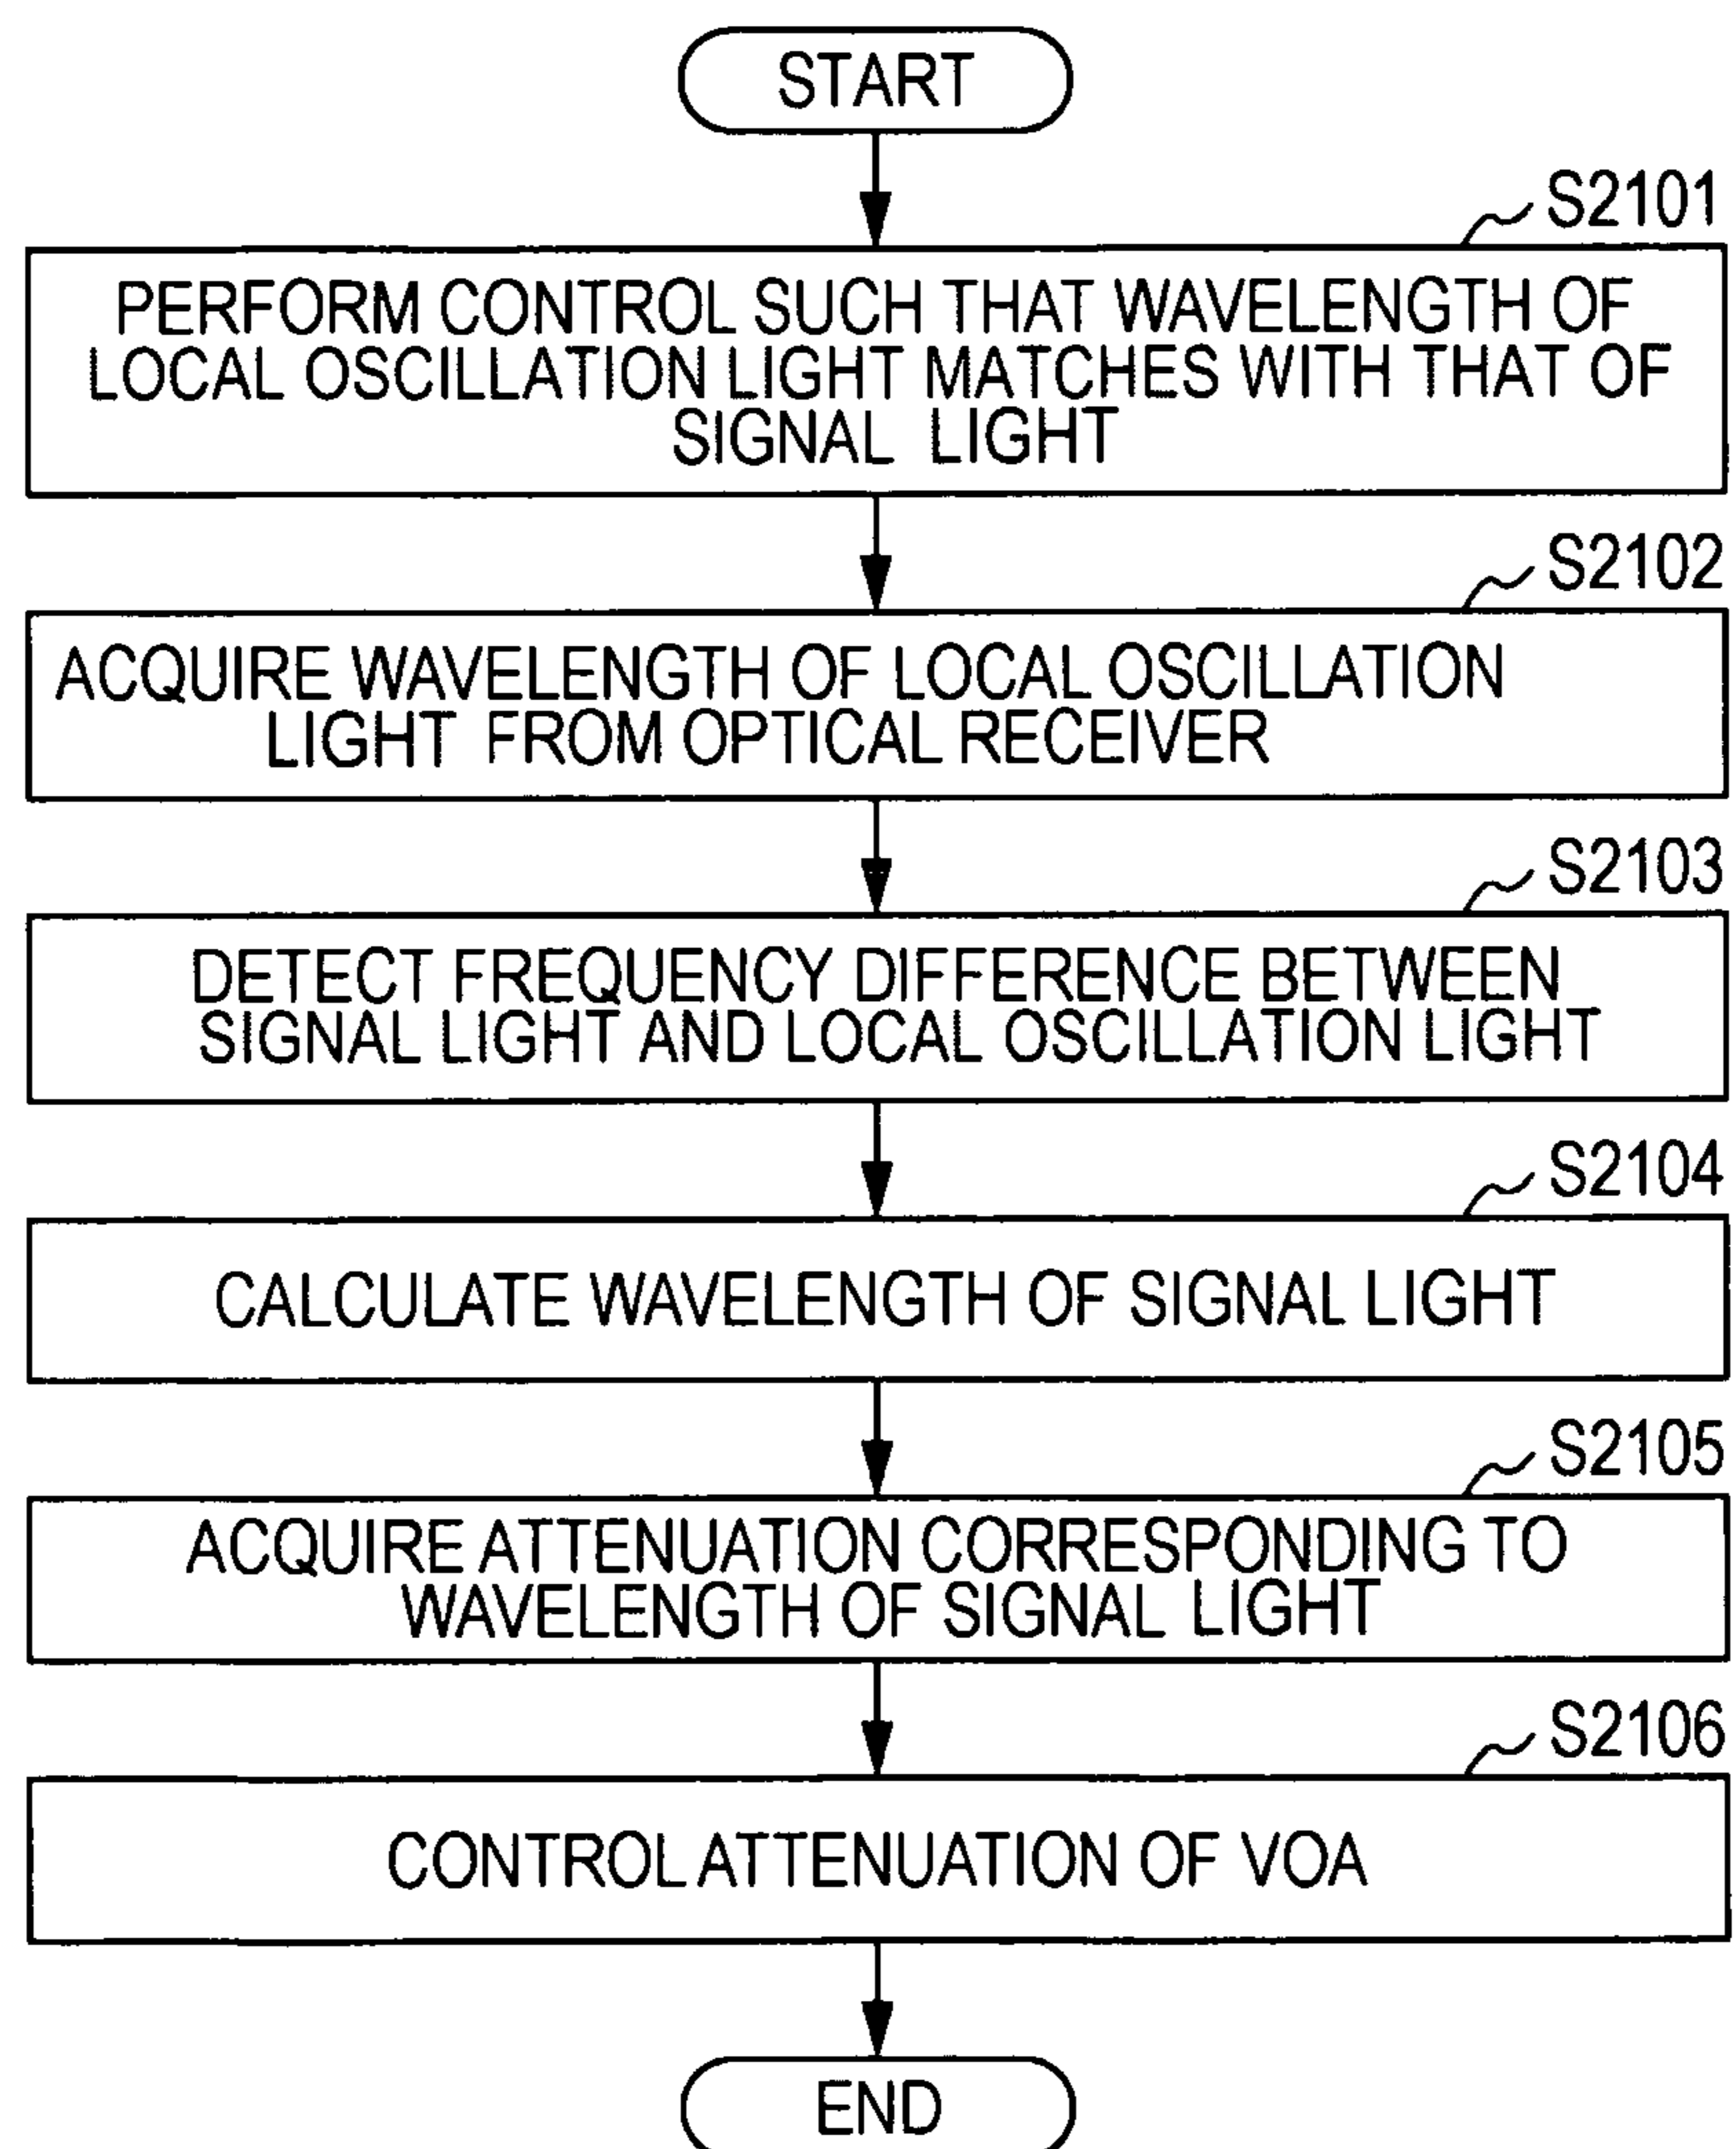 START
S2101
PERFORM CONTROL SUCH THAT WAVELENGTH OF
LOCAL OSCILLATION LIGHT MATCHES WITH THAT OF
SIGNAL LIGHT
S2102
ACQUIRE WAVELENGTH OF LOCAL OSCILLATION
LIGHT FROM OPTICAL RECEIVER
S2103
DETECT FREQUENCY DIFFERENCE BETWEEN
SIGNAL LIGHT AND LOCAL OSCILLATION LIGHT
S2104
CALCULATE WAVELENGTH OF SIGNAL LIGHT
S2105
ACQUIRE ATTENUATION CORRESPONDING TO
WAVELENGTH OF SIGNAL LIGHT
S2106
CONTROL ATTENUATION OF VOA
END